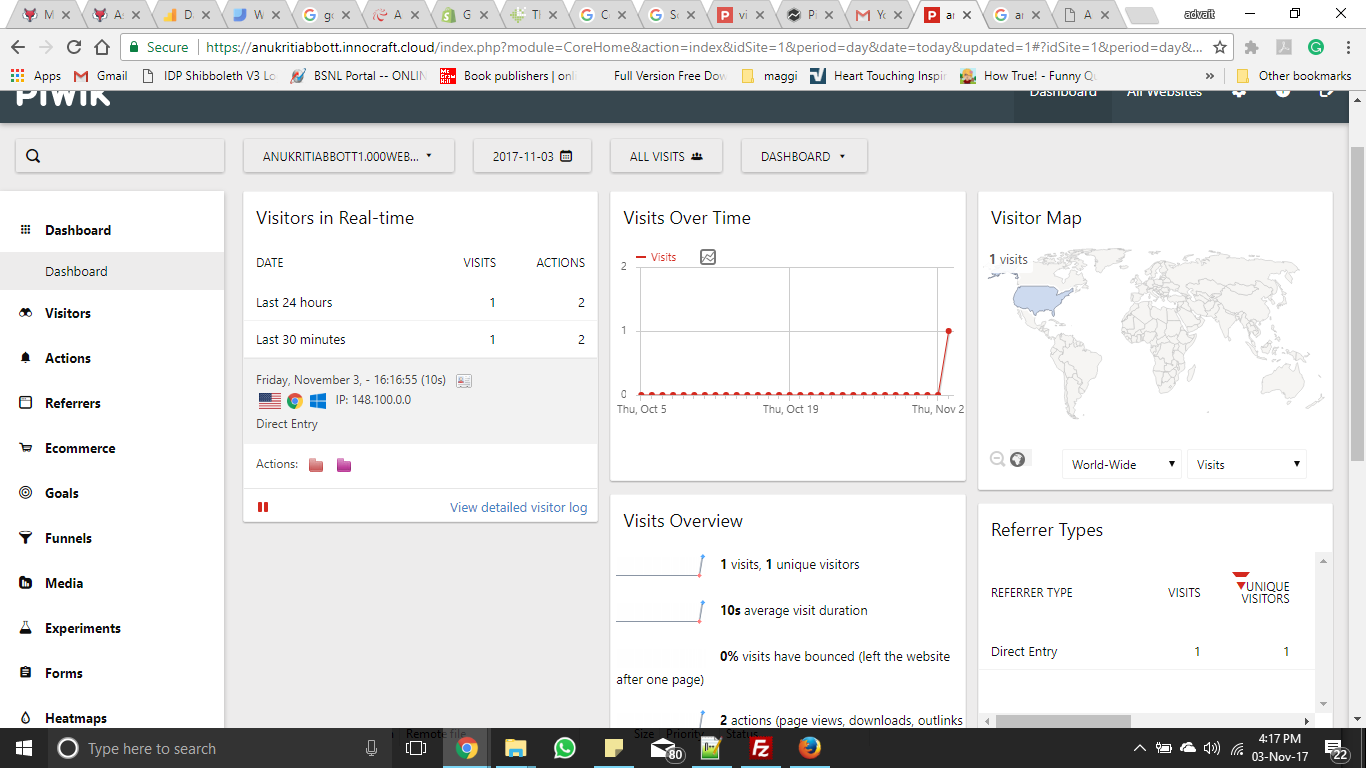 M
A
D
W
go
A
G
Th
C
So
vi
Pi
Yo
an
an
A
advait
Secure
https://anukritiabbott.innocraft.cloud/index.php?module=CoreHome&action=index&idSite=1&period=day&date=today&updated=1#?idSite=1&period=day&...
Apps
Gmail
IDP Shibboleth V3 Lo
BSNL Portal -- ONLIN
Book publishers | onl
Full Version Free Dow
maggi
Heart Touching Inspir
How True! - Funny Qu
»
Other bookmarks
Piwik
Dashboard
All Websites
ANUKRITIABBOTT1.000WEB...
2017-11-03
ALL VISITS
DASHBOARD
Dashboard
Dashboard
Visitors
Actions
Referrers
Ecommerce
Goals
Funnels
Media
Experiments
Forms
Heatmaps
Visitors in Real-time
DATE VISITS ACTIONS
Last 24 hours 1 2
Last 30 minutes 1 2
Friday, November 3, - 16:16:55 (10s)
IP: 148.100.0.0
Direct Entry
Actions:
View detailed visitor log
Visits Over Time
Visits
2
1
0
Thu, Oct 5 Thu, Oct 19 Thu, Nov 2
Visits Overview
1 visits, 1 unique visitors
10s average visit duration
0% visits have bounced (left the website
after one page)
2 actions (page views, downloads, outlinks
Visitor Map
1 visits
World-Wide
Visits
Referrer Types
REFERRER TYPE VISITS UNIQUE
VISITORS
Direct Entry 1 1
Remote file
Size Priority Status
Type here to search
80
4:17 PM
03-Nov-17
22